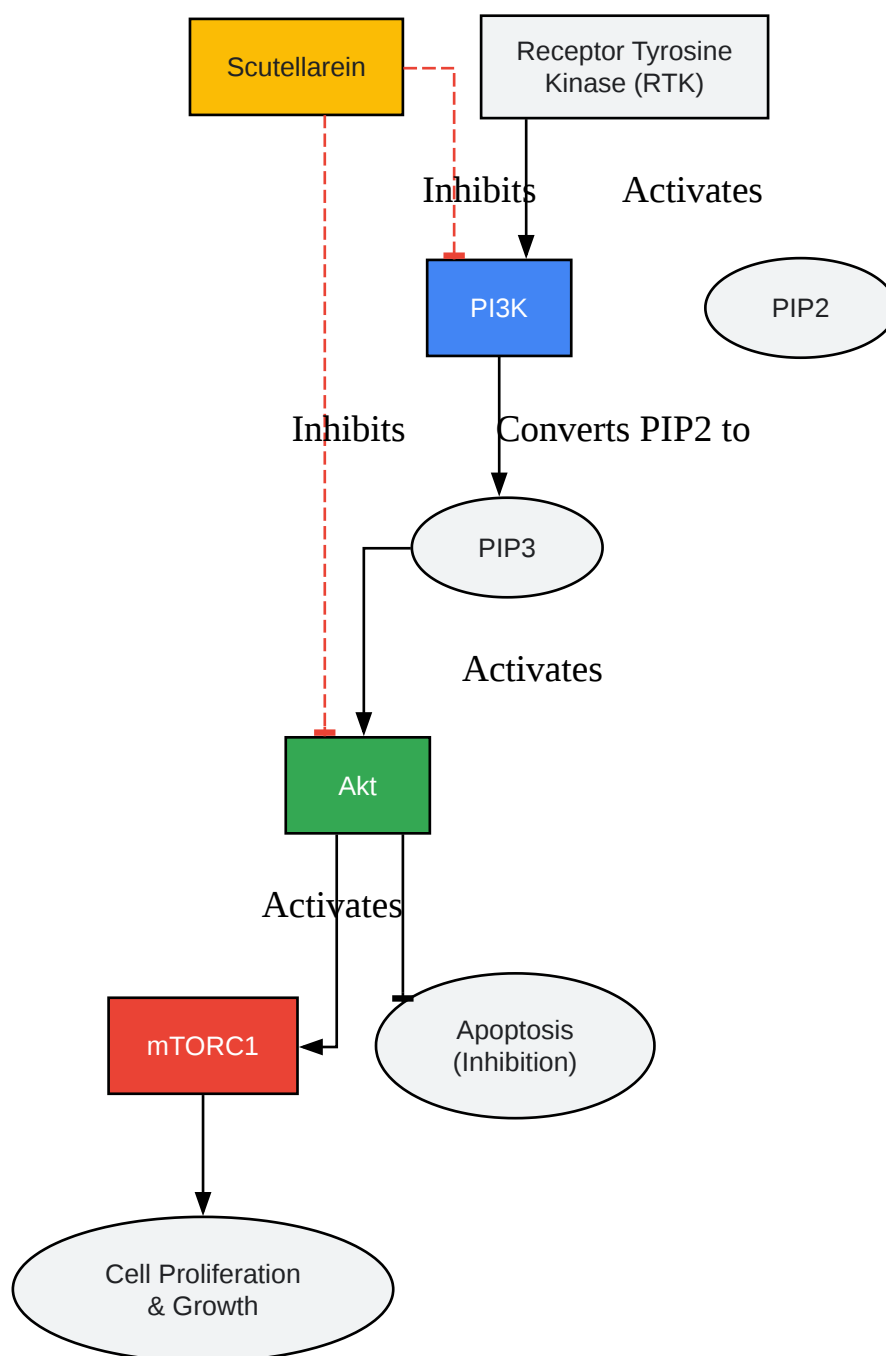 Scutellarein
Receptor Tyrosine
Kinase (RTK)
Inhibits
Activates
PI3K
PIP2
Inhibits
Converts PIP2 to
PIP3
Activates
Akt
Activates
mTORC1
Apoptosis
(Inhibition)
Cell Proliferation
& Growth